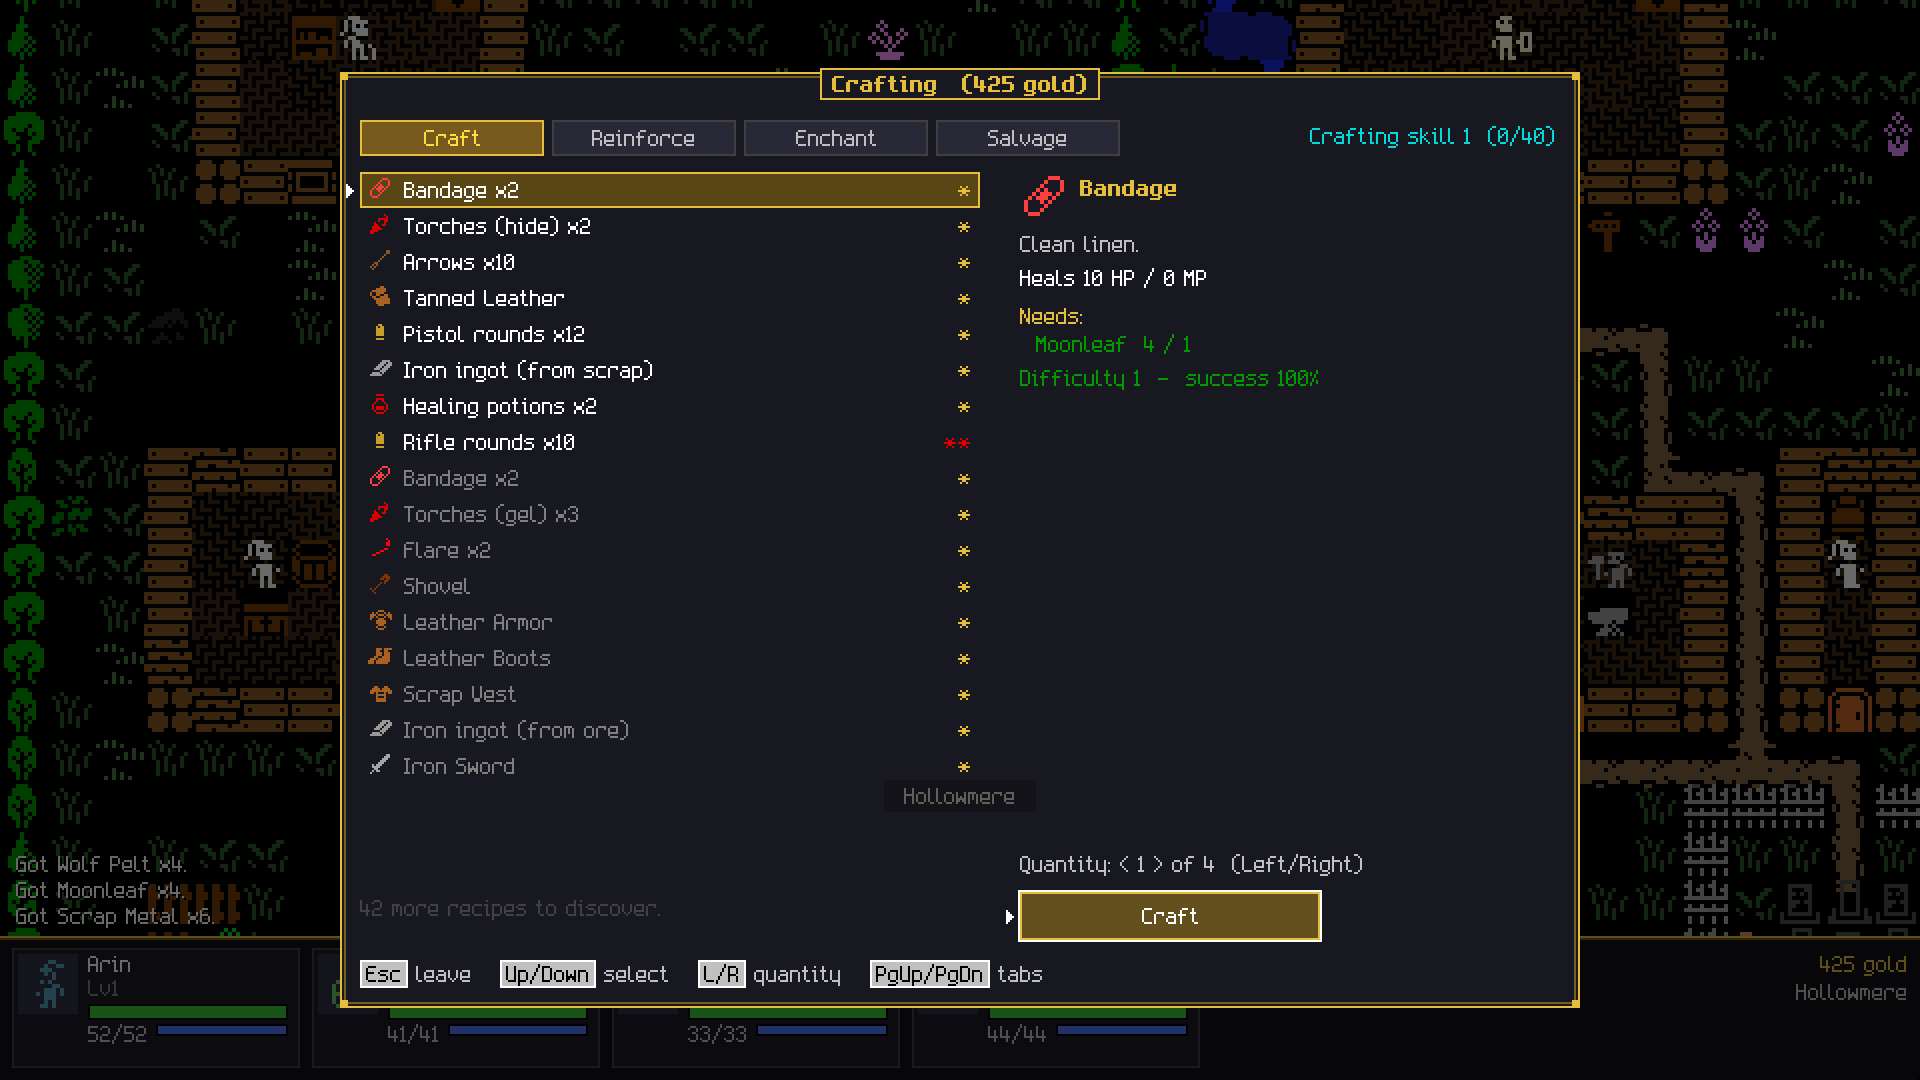 Crafting (425 gold)
Craft
Reinforce
Enchant
Salvage
Crafting skill 1 (0/40)
Bandage x2 *
Torches (hide) x2 *
Arrows x10 *
Tanned Leather *
Pistol rounds x12 *
Iron ingot (from scrap) *
Healing potions x2 *
Rifle rounds x10 **
Bandage x2 *
Torches (gel) x3 *
Flare x2 *
Shovel *
Leather Armor *
Leather Boots *
Scrap Vest *
Iron ingot (from ore) *
Iron Sword *
Bandage
Clean linen.
Heals 10 HP / 0 MP
Needs:
Moonleaf 4 / 1
Difficulty 1 - success 100%
Hollowmere
Quantity: < 1 > of 4 (Left/Right)
Craft
42 more recipes to discover.
Esc leave Up/Down select L/R quantity PgUp/PgDn tabs
Got Wolf Pelt x4.
Got Moonleaf x4.
Got Scrap Metal x6.
Arin
Lv1
52/52
41/41
33/33
44/44
425 gold
Hollowmere